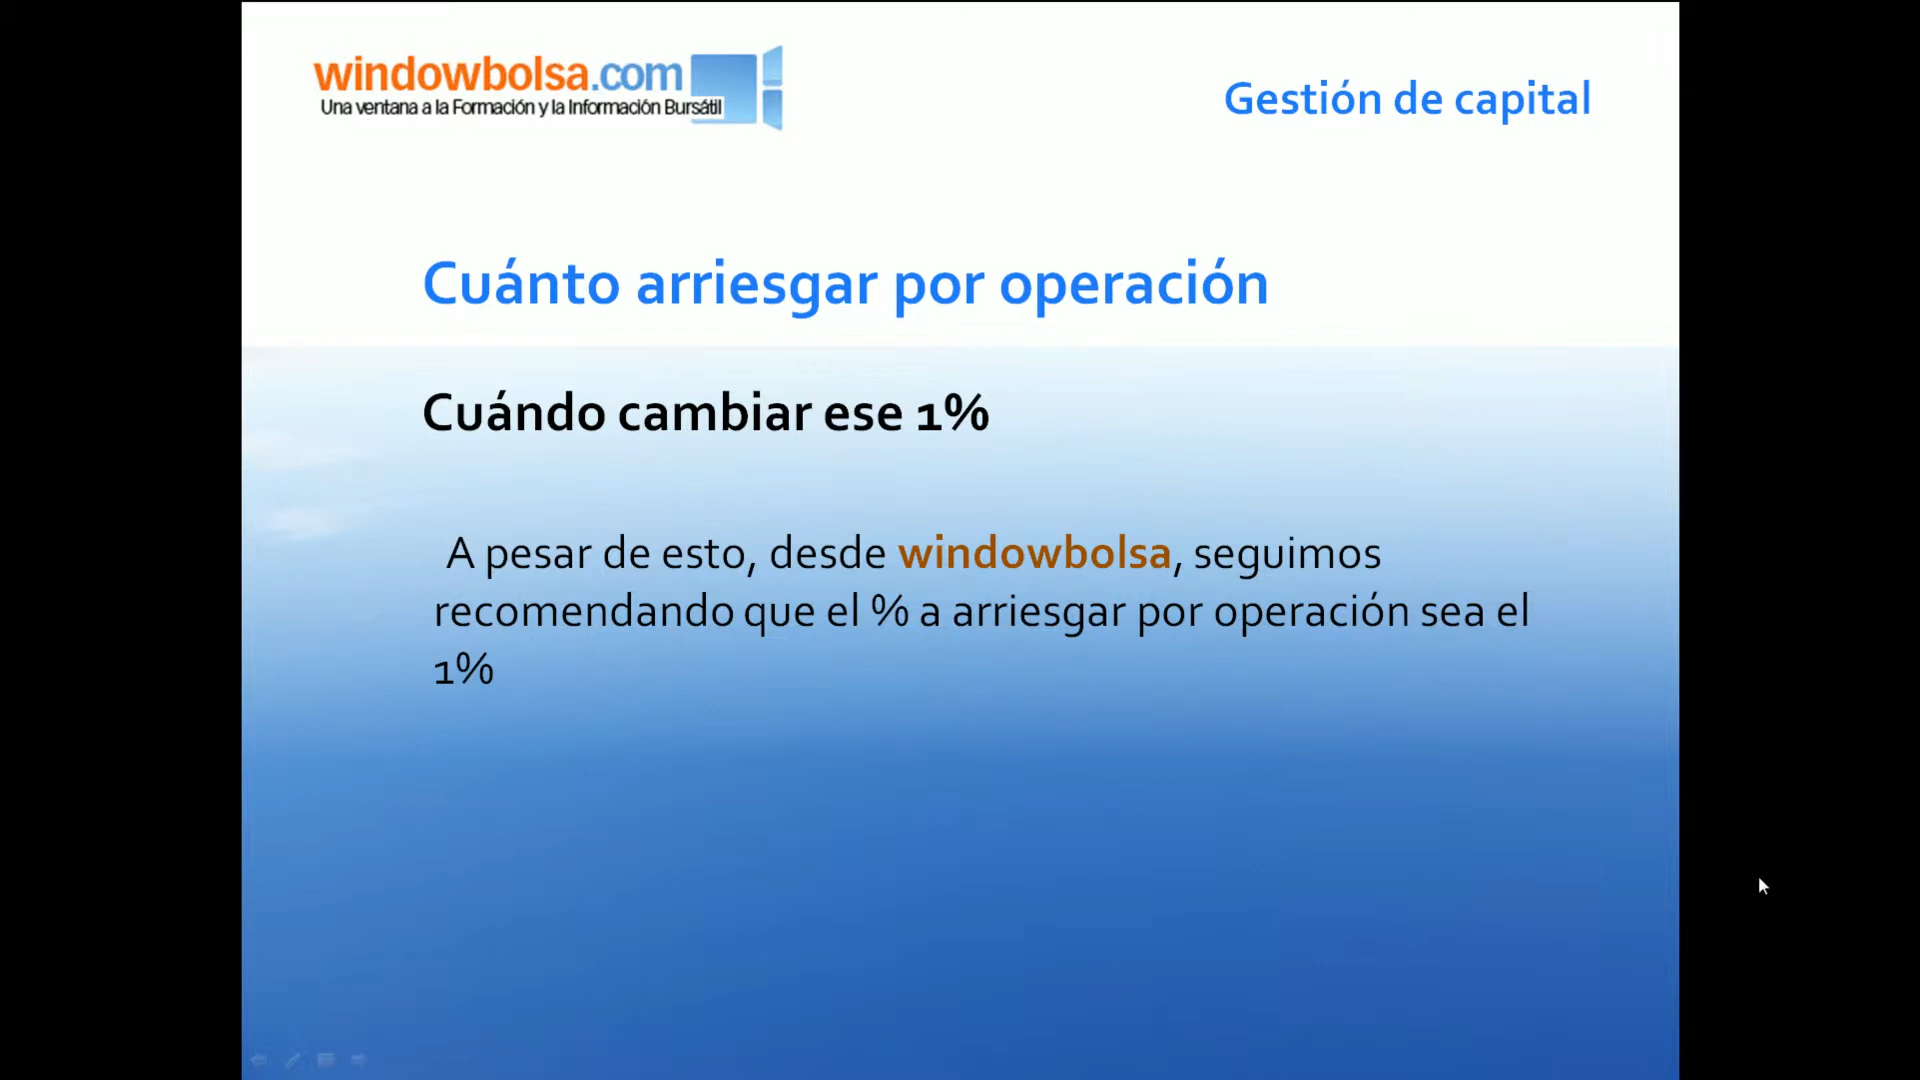 windowbolsa.com
Una ventana a la Formación y la Información Bursátil
Gestión de capital
Cuánto arriesgar por operación
Cuándo cambiar ese 1%
A pesar de esto, desde windowbolsa, seguimos
recomendando que el % a arriesgar por operación sea el
1%